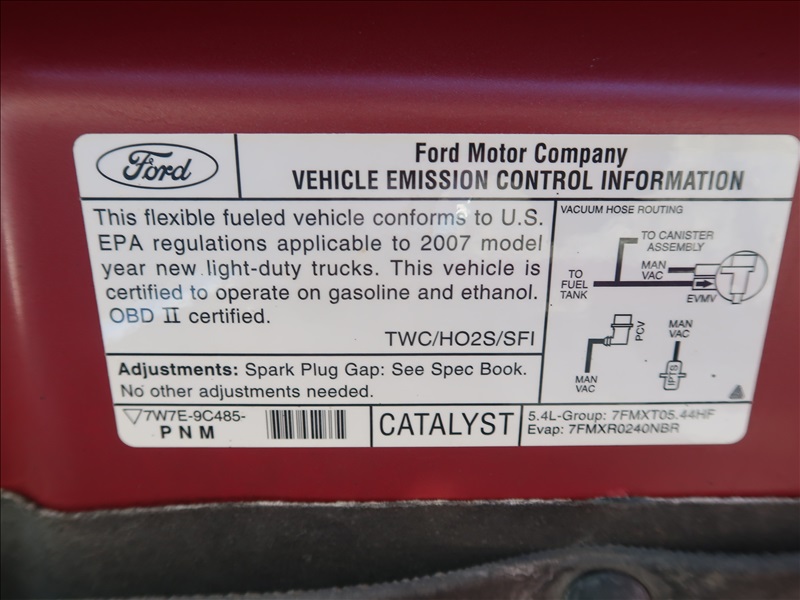 Ford
Ford Motor Company
VEHICLE EMISSION CONTROL INFORMATION
This flexible fueled vehicle conforms to U.S.
EPA regulations applicable to 2007 model
year new light-duty trucks. This vehicle is
certified to operate on gasoline and ethanol.
OBD II certified.
TWC/HO2S/SFI
VACUUM HOSE ROUTING
TO CANISTER
ASSEMBLY
MAN
VAC
TO
FUEL
TANK
EVMV
PCV
MAN
VAC
MAN
VAC
FTS
Adjustments: Spark Plug Gap: See Spec Book.
No other adjustments needed.
7W7E-9C485-
PNM
CATALYST
5.4L-Group: 7FMXT05.44HF
Evap: 7FMXR0240NBR